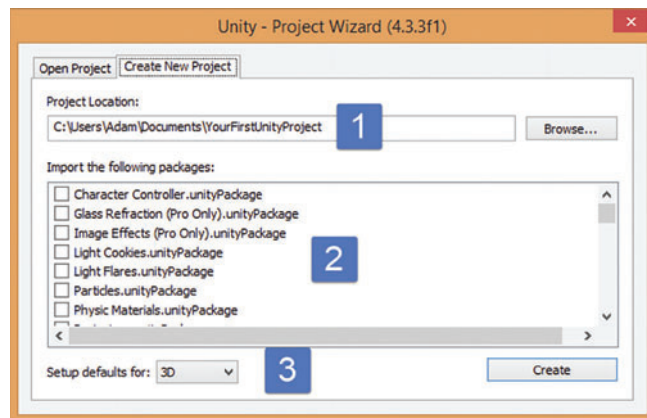 Unity - Project Wizard (4.3.3f1)
Open Project
Create New Project
Project Location:
C:\Users\Adam\Documents\YourFirstUnityProject
1
Browse...
Import the following packages:
Character Controller.unityPackage
Glass Refraction (Pro Only).unityPackage
Image Effects (Pro Only).unityPackage
Light Cookies.unityPackage
2
Light Flares.unityPackage
Particles.unityPackage
Physic Materials.unityPackage
Setup defaults for:
3D
3
Create